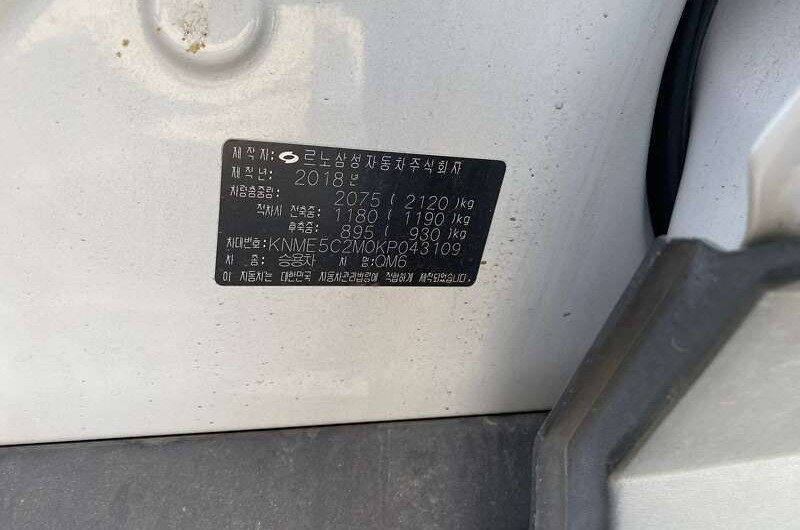 제 작 자: 르노삼성자동차주식회사
제 작 년: 2018년
차량총중량: 2075 ( 2120 )kg
적차시 전축중: 1180 ( 1190 )kg
후축중: 895 ( 930 )kg
차대번호: KNME5C2M0KP043109
차 종: 승용차 차 명: QM6
이 자동차는 대한민국 자동차관리법령에 적합하게 제작되었습니다.